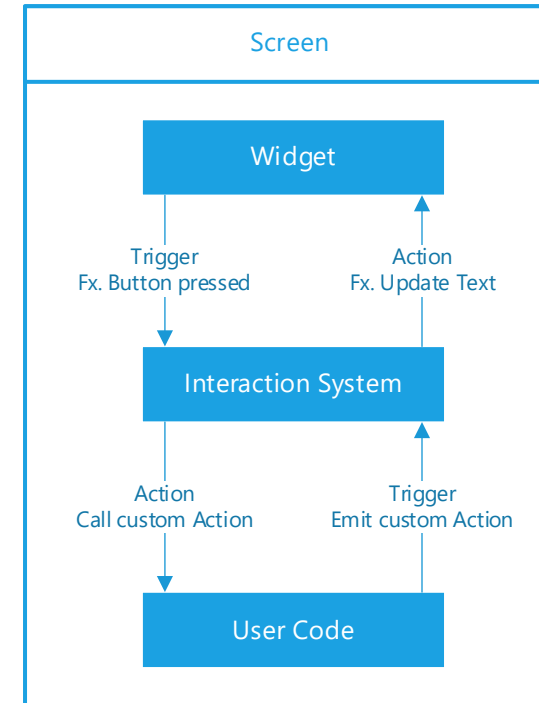 Screen
Widget
Trigger
Fx. Button pressed
Action
Fx. Update Text
Interaction System
Action
Call custom Action
Trigger
Emit custom Action
User Code